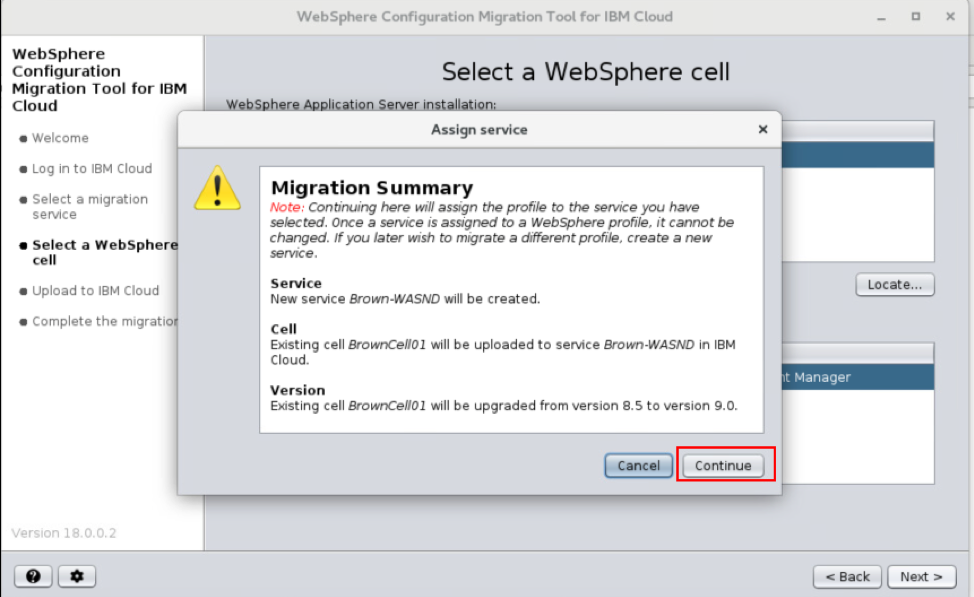 WebSphere Configuration Migration Tool for IBM Cloud
WebSphere
Configuration
Migration Tool for IBM
Cloud
Welcome
Log in to IBM Cloud
Select a migration
service
Select a WebSphere
cell
Upload to IBM Cloud
Complete the migration
Version 18.0.0.2
Select a WebSphere cell
WebSphere Application Server installation:
Locate...
Manager
Assign service
Migration Summary
Note: Continuing here will assign the profile to the service you have
selected. Once a service is assigned to a WebSphere profile, it cannot be
changed. If you later wish to migrate a different profile, create a new
service.
Service
New service Brown-WASND will be created.
Cell
Existing cell BrownCell01 will be uploaded to service Brown-WASND in IBM
Cloud.
Version
Existing cell BrownCell01 will be upgraded from version 8.5 to version 9.0.
Cancel
Continue
< Back
Next >